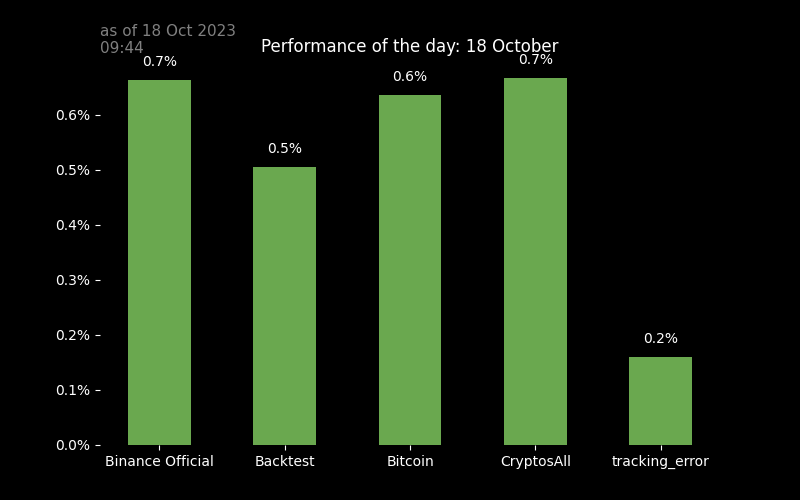 as of 18 Oct 2023
09:44
Performance of the day: 18 October
0.7%
0.5%
0.6%
0.7%
0.2%
0.6%
0.5%
0.4%
0.3%
0.2%
0.1%
0.0%
Binance Official
Backtest
Bitcoin
CryptosAll
tracking_error